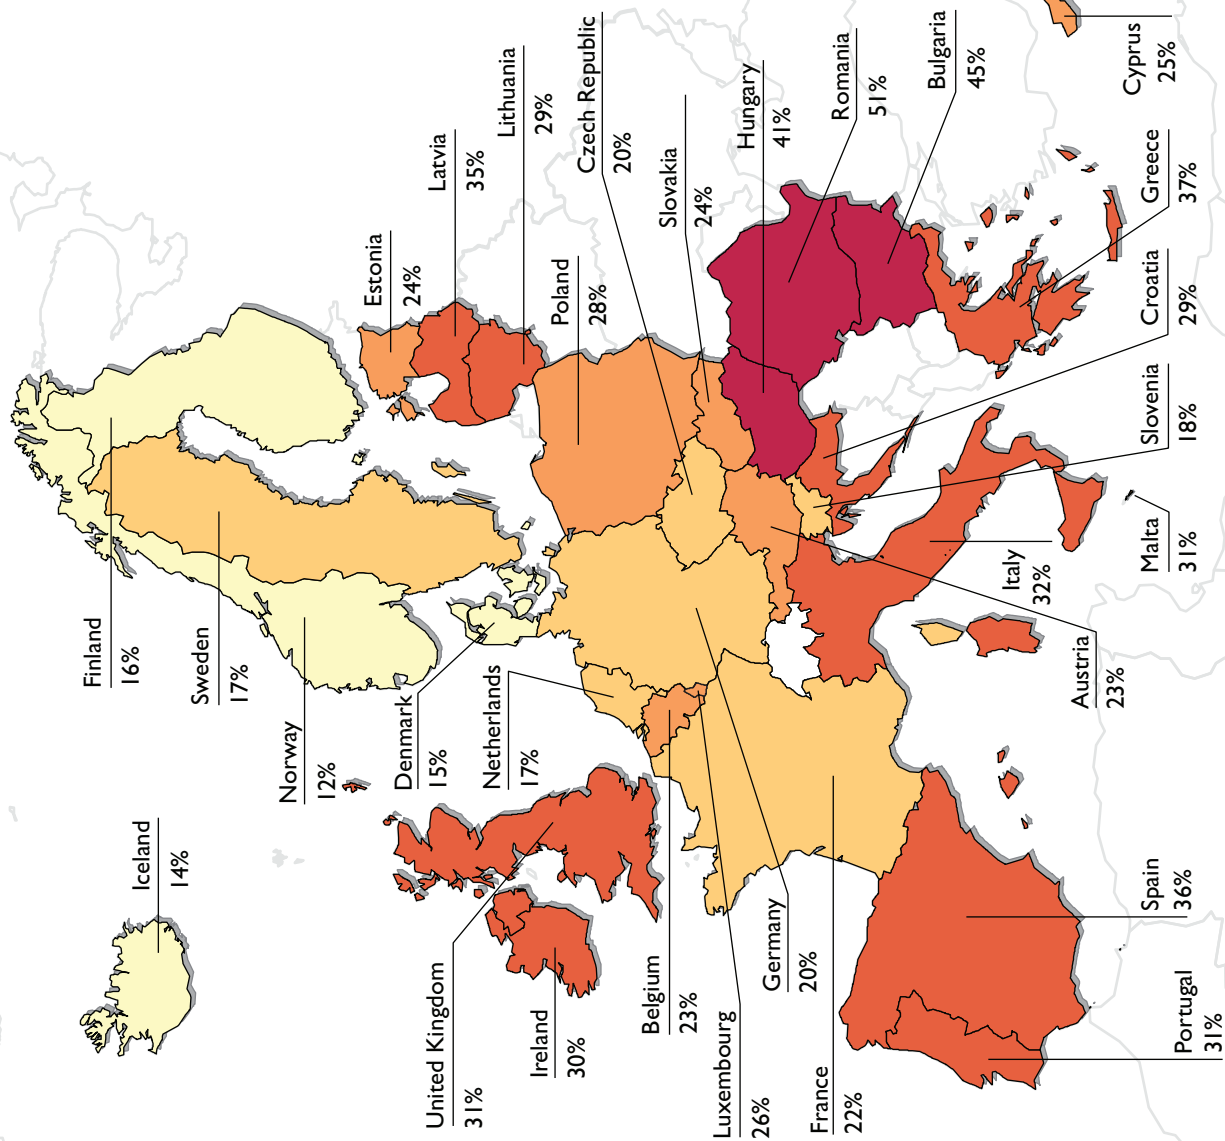 Iceland
14%
Norway
12%
Finland
16%
Sweden
17%
Denmark
15%
Netherlands
17%
Estonia
24%
Latvia
35%
Lithuania
29%
Poland
28%
Czech Republic
20%
Slovakia
24%
Hungary
41%
Romania
51%
Bulgaria
45%
Cyprus
25%
Greece
37%
Croatia
29%
Slovenia
18%
Malta
31%
Italy
32%
Austria
23%
United Kingdom
31%
Ireland
30%
Belgium
23%
Luxembourg
26%
Germany
20%
France
22%
Spain
36%
Portugal
31%